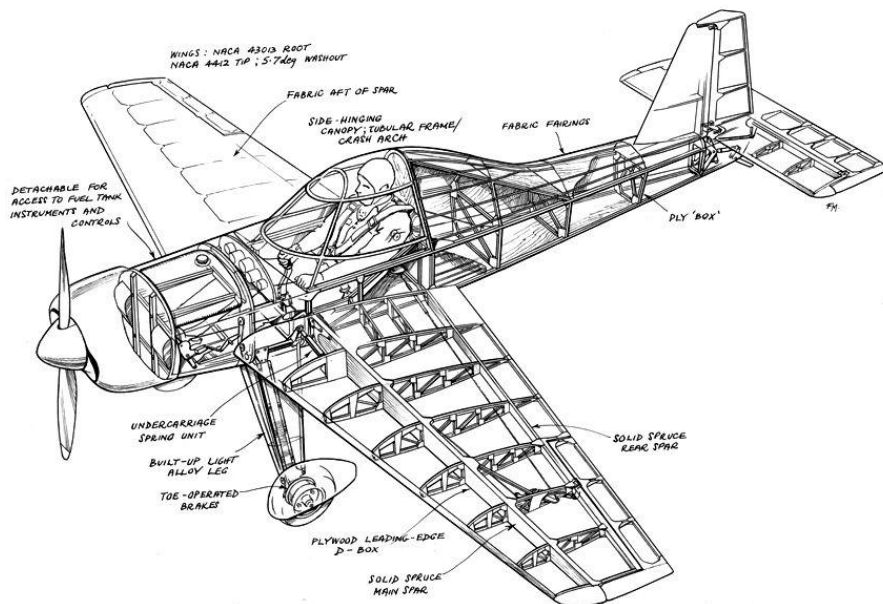 WINGS: NACA 43013 ROOT
NACA 4412 TIP; 5.7deg WASHOUT
FABRIC AFT OF SPAR
SIDE-HINGING
CANOPY; TUBULAR FRAME/
CRASH ARCH
FABRIC FAIRINGS
DETACHABLE FOR
ACCESS TO FUEL TANK
INSTRUMENTS AND
CONTROLS
PLY 'BOX'
FM
UNDERCARRIAGE
SPRING UNIT
BUILT-UP LIGHT
ALLOY LEG
TOE-OPERATED
BRAKES
SOLID SPRUCE
REAR SPAR
PLYWOOD LEADING-EDGE
D-BOX
SOLID SPRUCE
MAIN SPAR